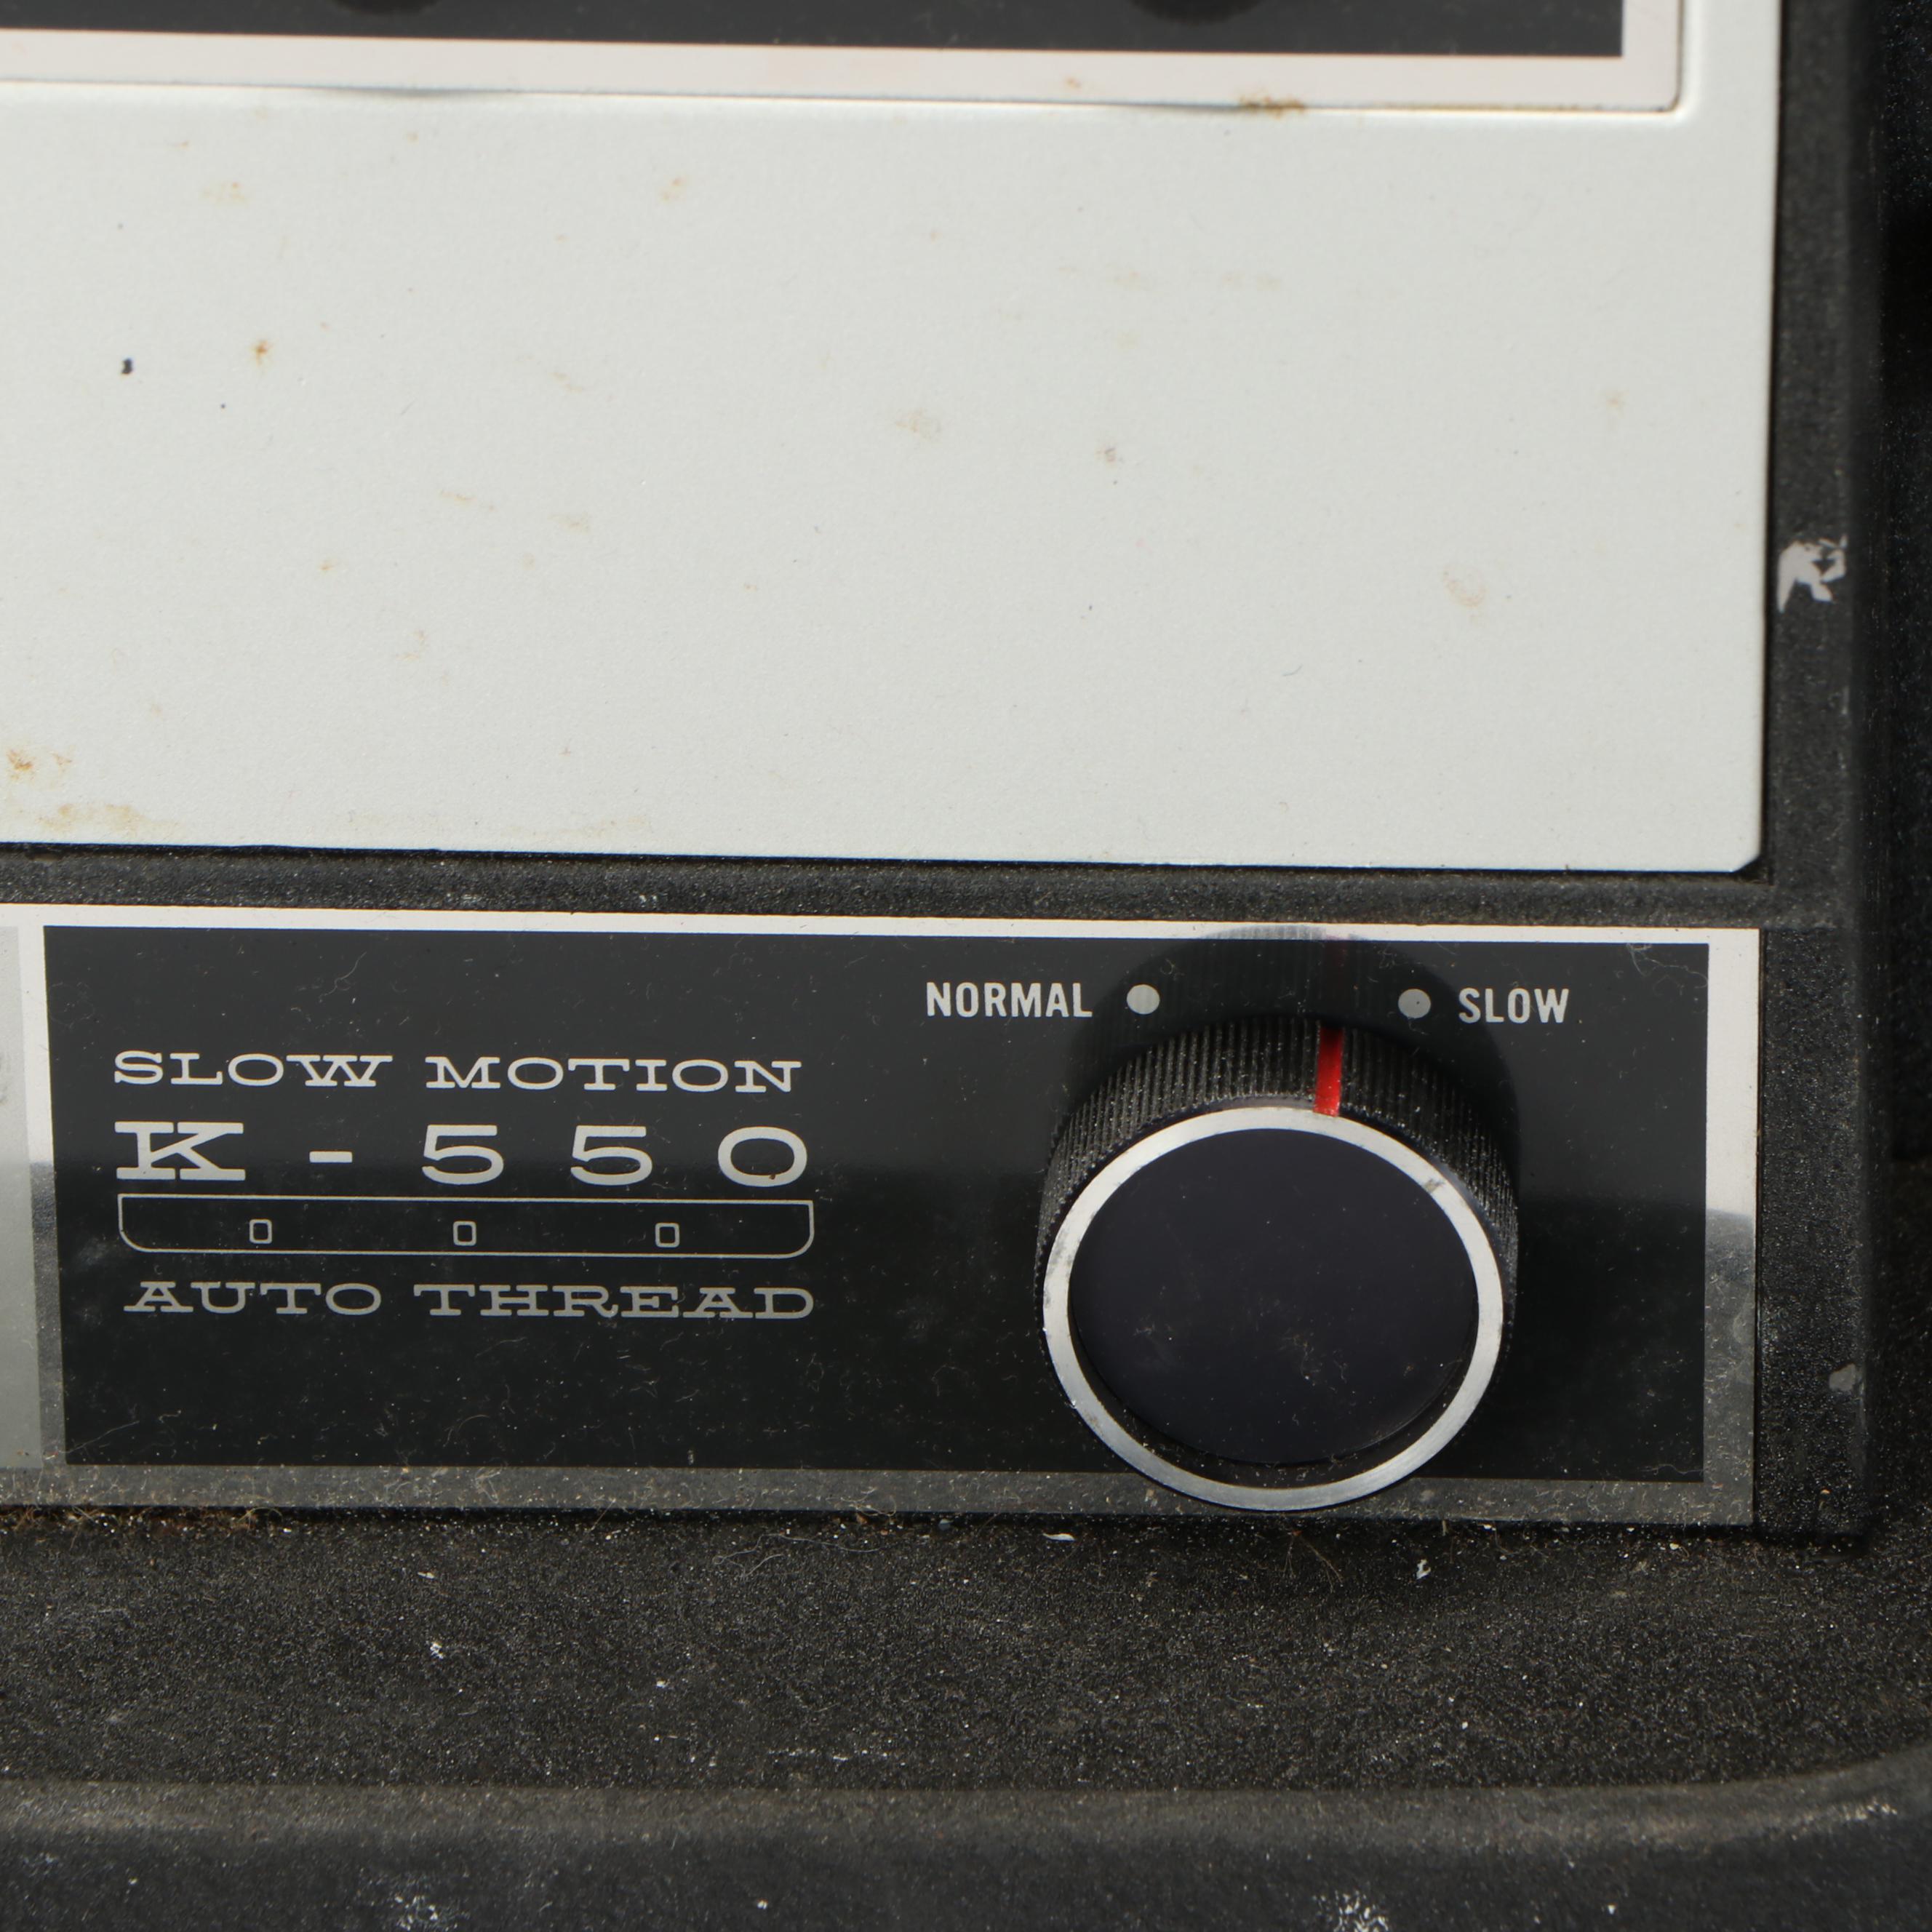 NORMAL SLOW
SLOW MOTION
K-550
AUTO THREAD